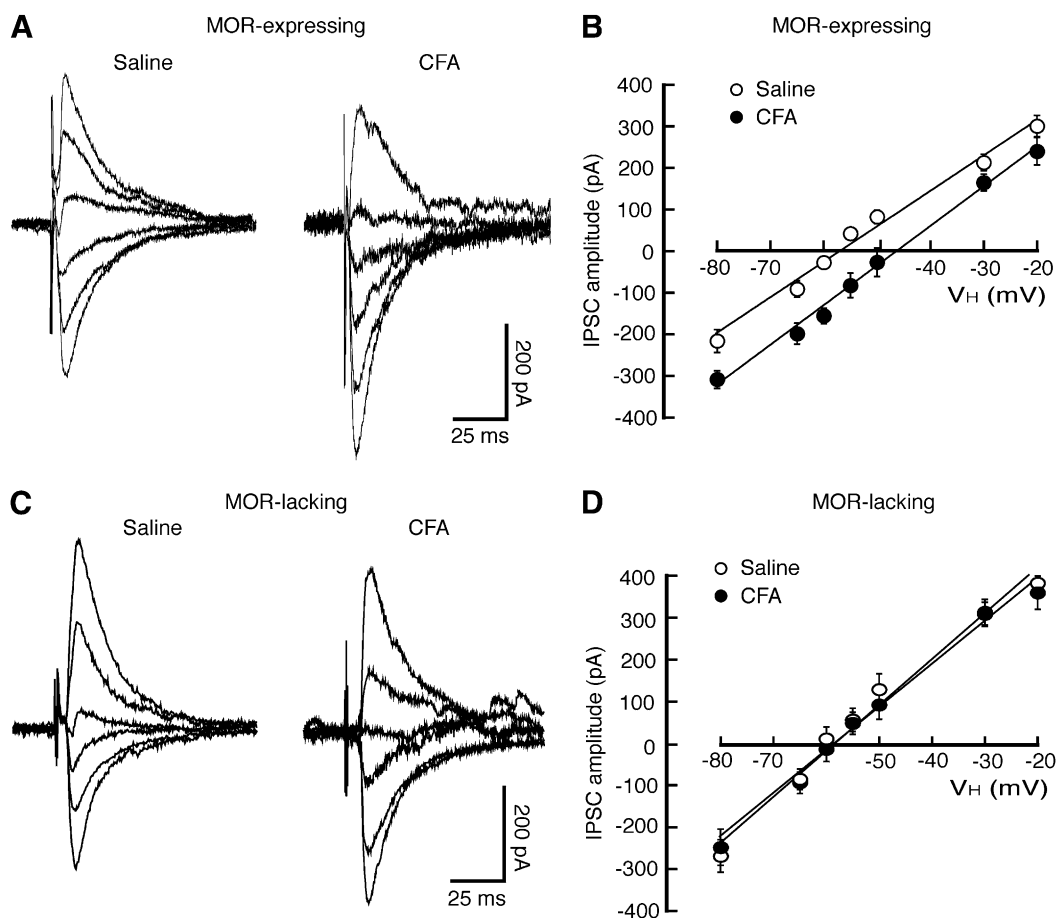 A
MOR-expressing
Saline
CFA
200 pA
25 ms
B
MOR-expressing
Saline
CFA
IPSC amplitude (pA)
400
300
200
100
0
-100
-200
-300
-400
-80 -70 -40 -30 -20
VH (mV)
C
MOR-lacking
Saline
CFA
200 pA
25 ms
D
MOR-lacking
Saline
CFA
IPSC amplitude (pA)
400
300
200
100
0
-100
-200
-300
-400
-80 -70 -50 -40 -30 -20
VH (mV)